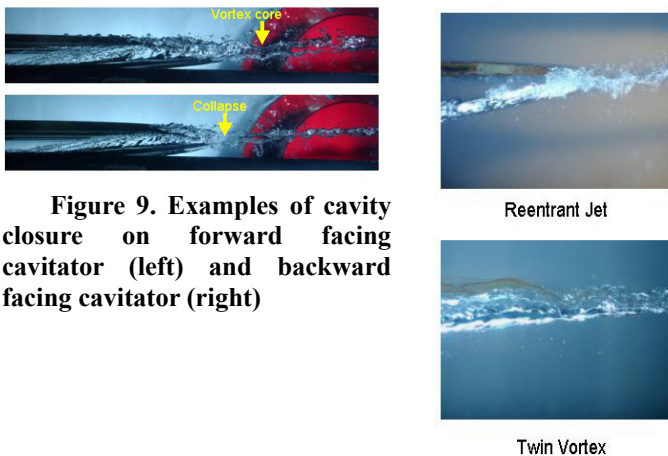 Vortex core
Collapse
Figure 9. Examples of cavity
closure on forward facing
cavitator (left) and backward
facing cavitator (right)
Reentrant Jet
Twin Vortex